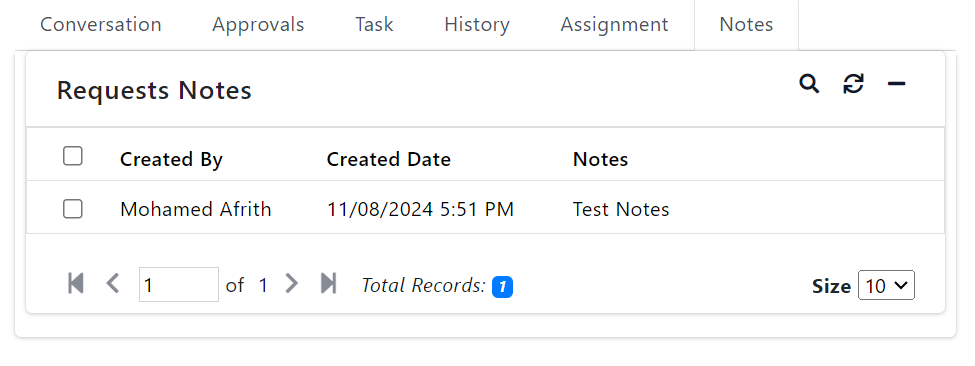 Conversation Approvals Task History Assignment Notes
Requests Notes
Created By Created Date Notes
Mohamed Afrith 11/08/2024 5:51 PM Test Notes
1 of 1 Total Records: 1 Size 10